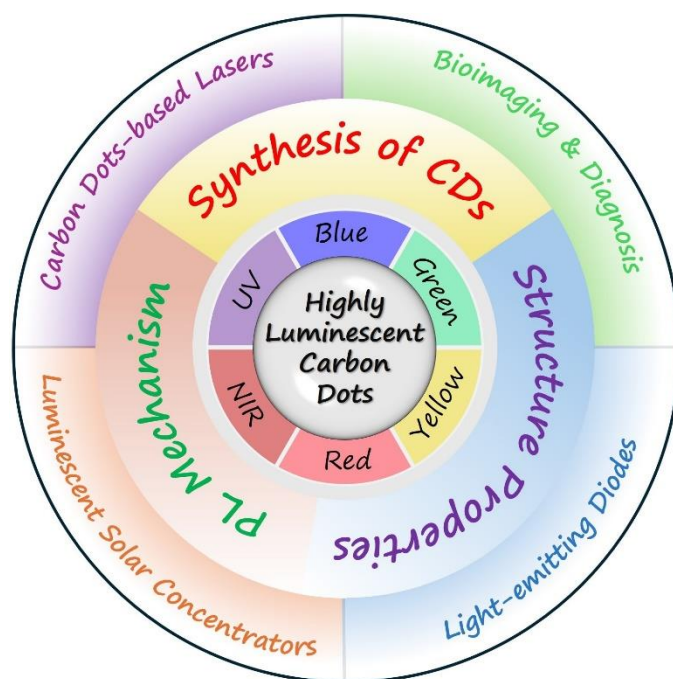 Carbon Dots-based Lasers
Bioimaging & Diagnosis
Synthesis of CDs
Structure Properties
PL Mechanism
Blue
Green
Yellow
Red
NIR
UV
Highly
Luminescent
Carbon
Dots
Luminescent Solar Concentrators
Light-emitting Diodes